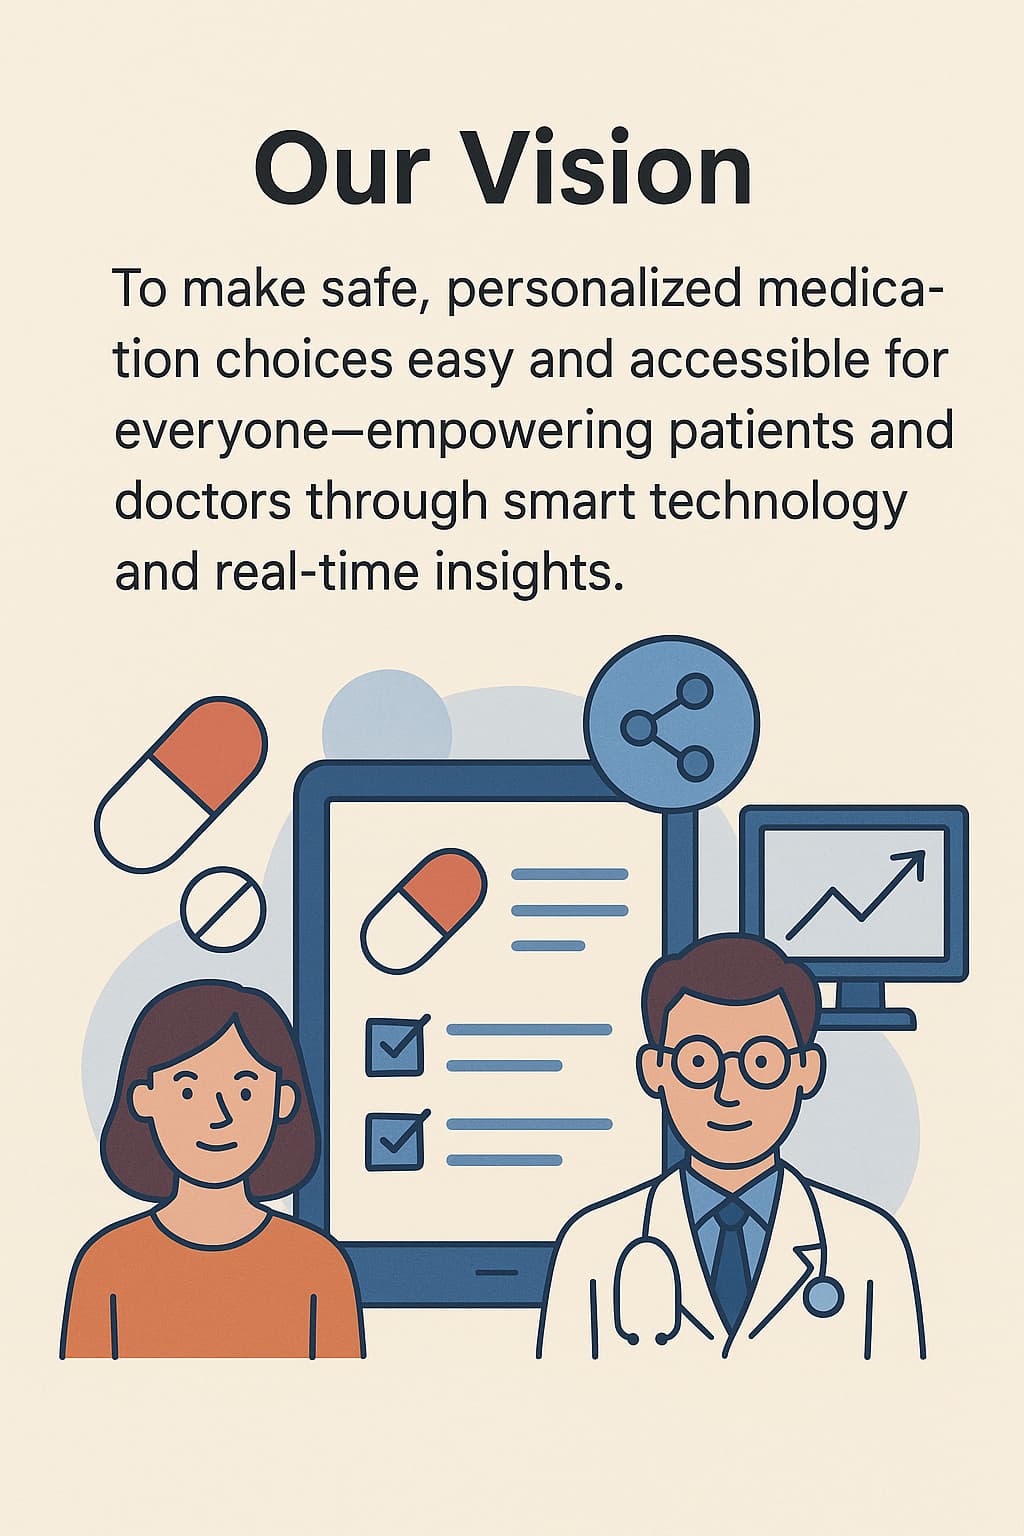 Our Vision
To make safe, personalized medica-
tion choices easy and accessible for
everyone—empowering patients and
doctors through smart technology
and real-time insights.